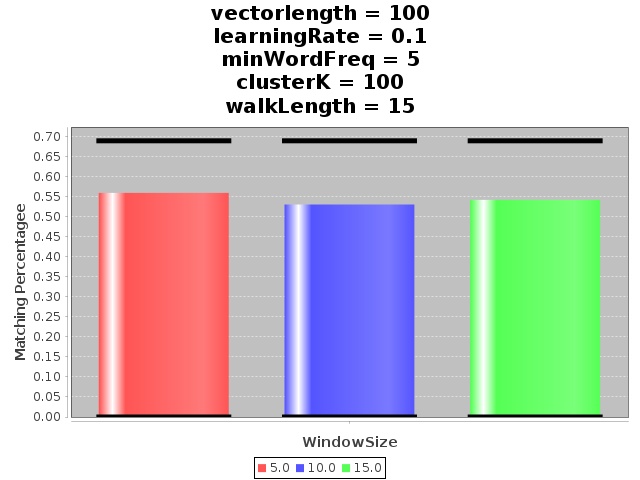 vectorlength = 100
learningRate = 0.1
minWordFreq = 5
clusterK = 100
walkLength = 15
Matching Percentagee
0.70
0.65
0.60
0.55
0.50
0.45
0.40
0.35
0.30
0.25
0.20
0.15
0.10
0.05
0.00
WindowSize
5.0 10.0 15.0